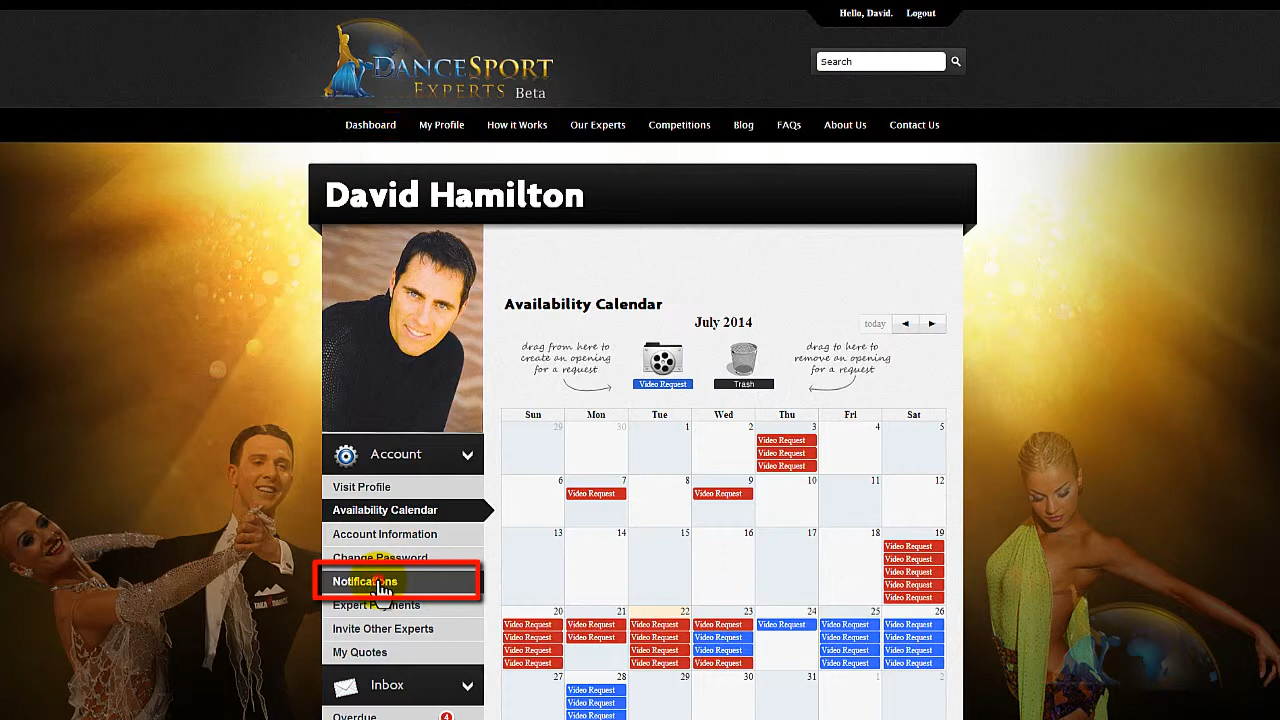 Hello, David. Logout
DANCESPORT
EXPERTS Beta
Search
Dashboard My Profile How it Works Our Experts Competitions Blog FAQs About Us Contact Us
David Hamilton
Availability Calendar
July 2014
today
drag from here to
create an opening
for a request
Video Request
Trash
drag to here to
remove an opening
for a request
Account
Visit Profile
Availability Calendar
Account Information
Change Password
Notifications
Expert Payments
Invite Other Experts
My Quotes
Inbox
Overdue 4
Sun Mon Tue Wed Thu Fri Sat
29 30 1 2 3 4 5
Video Request
Video Request
Video Request
6 7 8 9 10 11 12
Video Request Video Request
13 14 15 16 17 18 19
Video Request
Video Request
Video Request
Video Request
Video Request
20 21 22 23 24 25 26
Video Request Video Request Video Request Video Request Video Request Video Request Video Request
Video Request Video Request Video Request Video Request Video Request Video Request
Video Request Video Request Video Request Video Request Video Request
Video Request Video Request Video Request Video Request Video Request
27 28 29 30 31 1 2
Video Request
Video Request
Video Request
TAKA DANCE